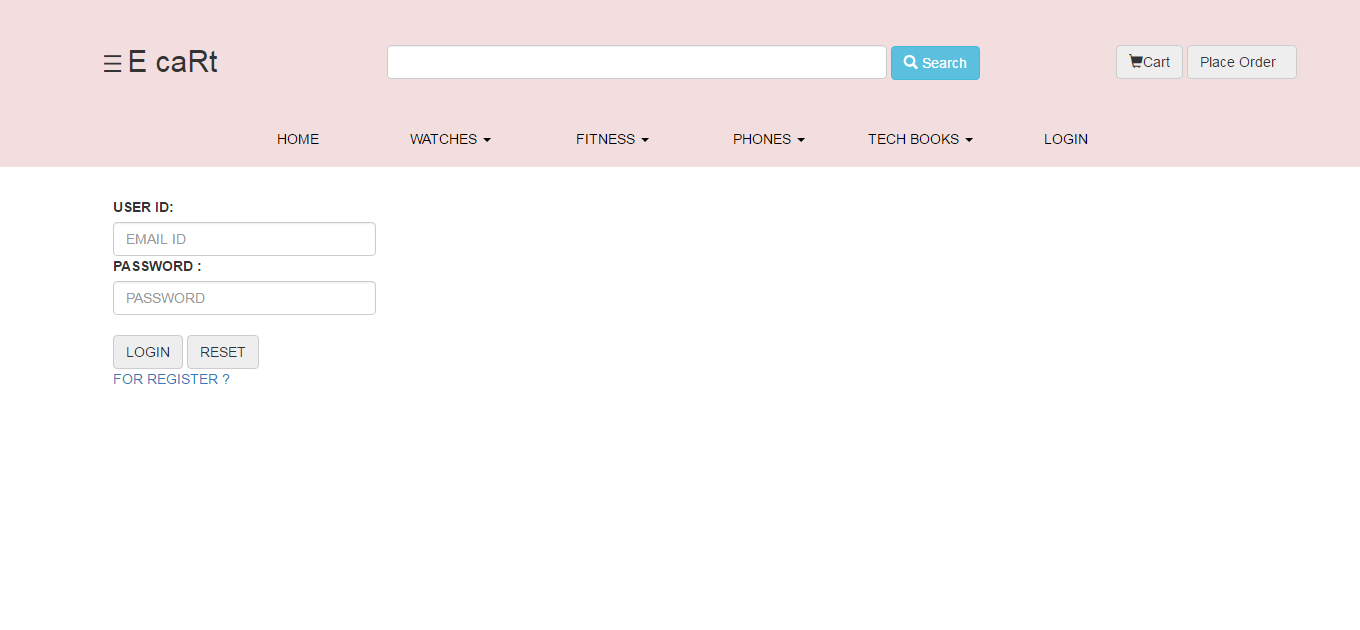 ☰ E caRt
Search
Cart
Place Order
HOME
WATCHES
FITNESS
PHONES
TECH BOOKS
LOGIN
USER ID:
EMAIL ID
PASSWORD :
PASSWORD
LOGIN
RESET
FOR REGISTER ?